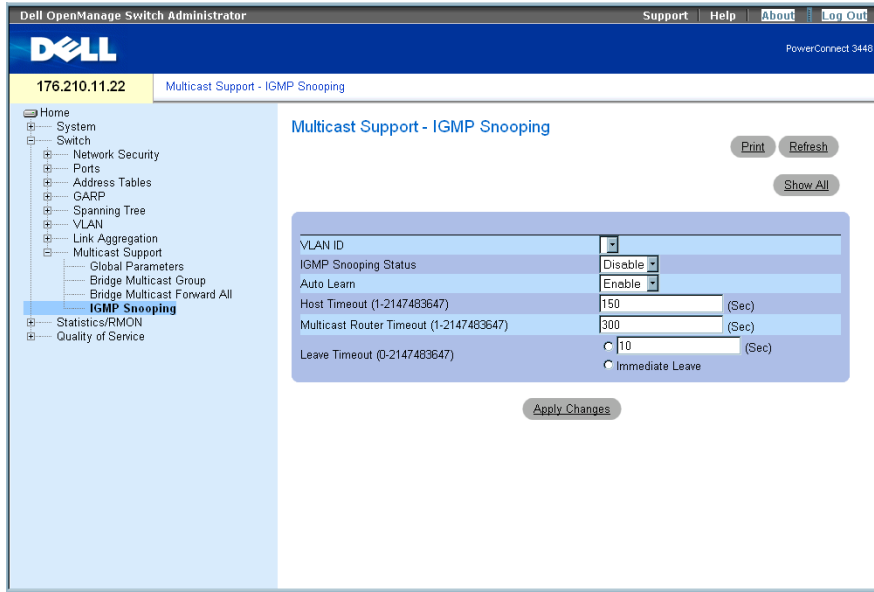 Dell OpenManage Switch Administrator
Support Help About Log Out
DELL
PowerConnect 3448
176.210.11.22
Multicast Support - IGMP Snooping
Home
System
Switch
Network Security
Ports
Address Tables
GARP
Spanning Tree
VLAN
Link Aggregation
Multicast Support
Global Parameters
Bridge Multicast Group
Bridge Multicast Forward All
IGMP Snooping
Statistics/RMON
Quality of Service
Multicast Support - IGMP Snooping
Print Refresh
Show All
VLAN ID
IGMP Snooping Status Disable
Auto Learn Enable
Host Timeout (1-2147483647) 150 (Sec)
Multicast Router Timeout (1-2147483647) 300 (Sec)
Leave Timeout (0-2147483647) 10 (Sec)
Immediate Leave
Apply Changes